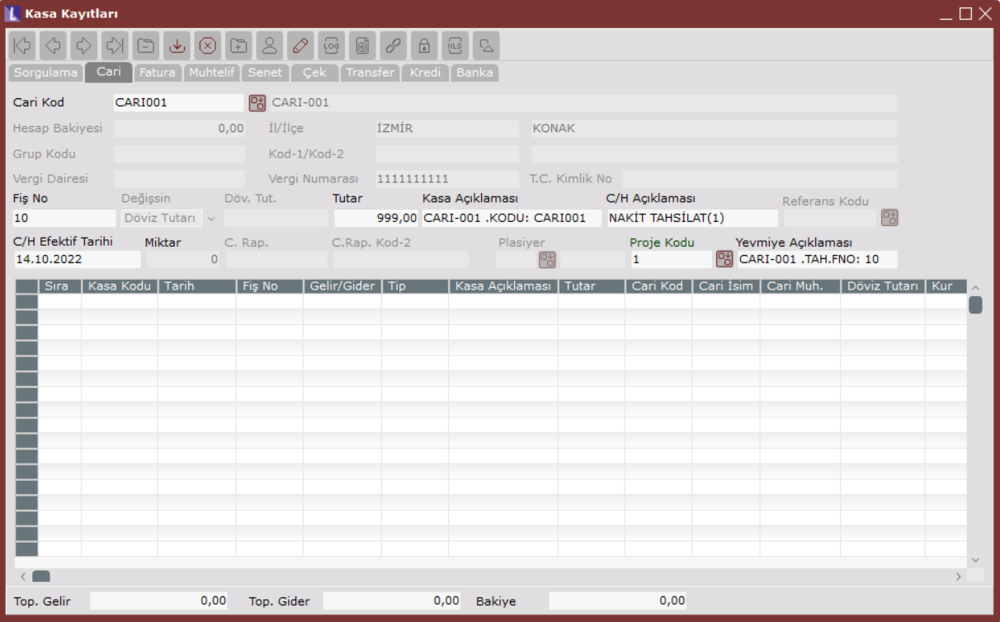 Kasa Kayıtları
LOG XLS
Sorgulama Cari Fatura Muhtelif Senet Çek Transfer Kredi Banka
Cari Kod CARI001 CARI-001
Hesap Bakiyesi 0,00 İl/İlçe İZMİR KONAK
Grup Kodu Kod-1/Kod-2
Vergi Dairesi Vergi Numarası 1111111111 T.C. Kimlik No
Fiş No Değişsin Döv. Tut. Tutar Kasa Açıklaması C/H Açıklaması Referans Kodu
10 Döviz Tutarı 999,00 CARI-001 .KODU: CARI001 NAKİT TAHSİLAT(1)
C/H Efektif Tarihi Miktar C. Rap. C.Rap. Kod-2 Plasiyer Proje Kodu Yevmiye Açıklaması
14.10.2022 0 1 CARI-001 .TAH.FNO: 10
Sıra Kasa Kodu Tarih Fiş No Gelir/Gider Tip Kasa Açıklaması Tutar Cari Kod Cari İsim Cari Muh. Döviz Tutarı Kur
Top. Gelir 0,00 Top. Gider 0,00 Bakiye 0,00